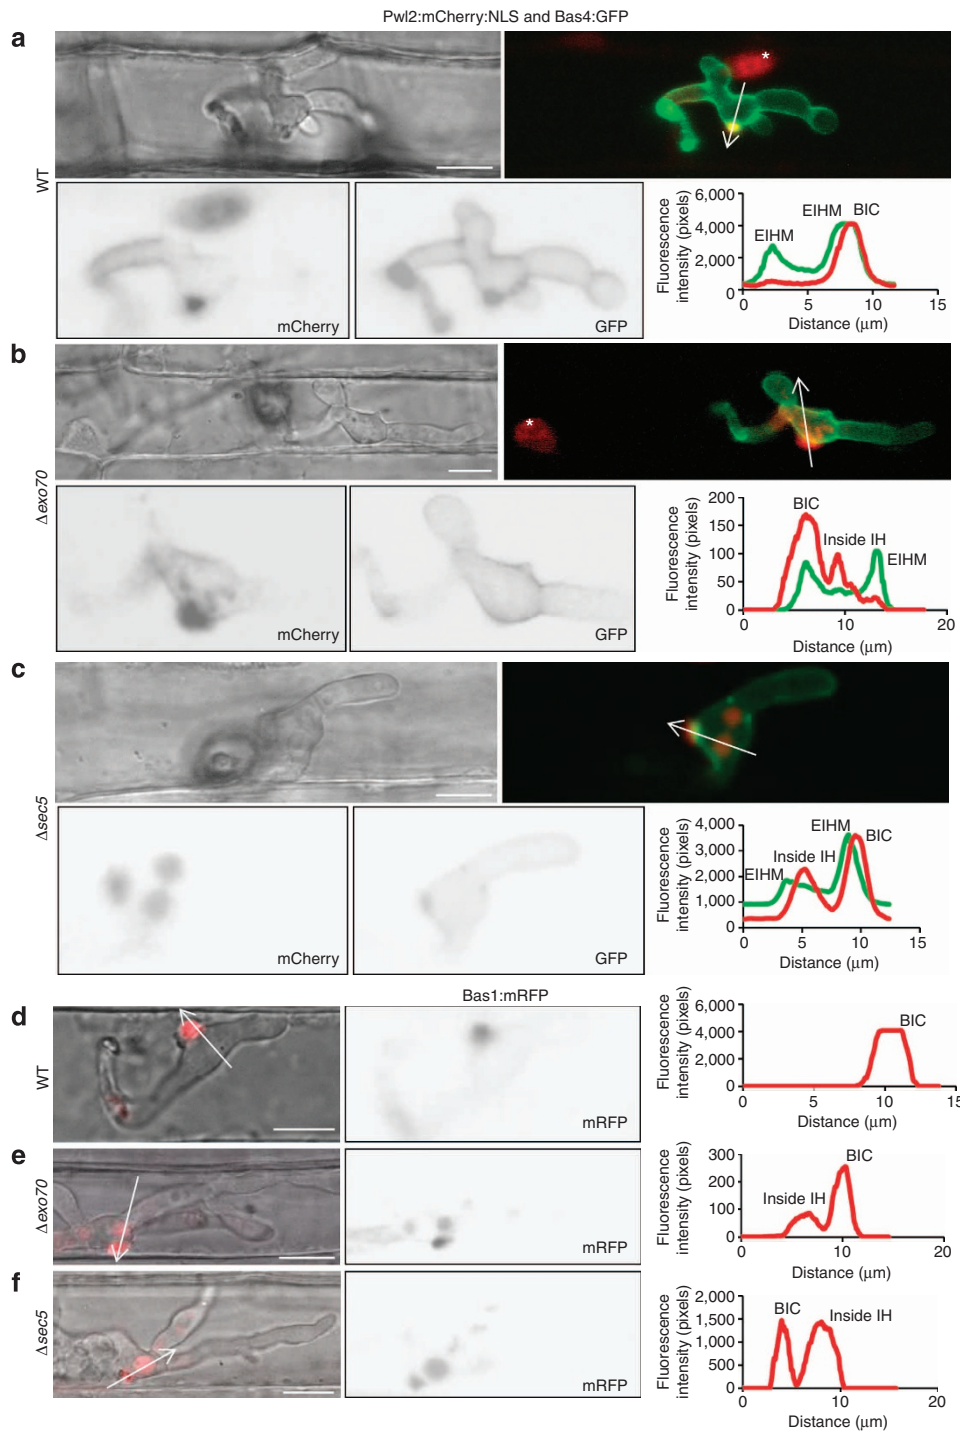 Pwl2:mCherry:NLS and Bas4:GFP
a
WT
*
mCherry
GFP
Fluorescence
intensity (pixels)
6,000
4,000
2,000
0
EIHM
EIHM
BIC
0
5
10
15
Distance (μm)
b
Δexo70
*
mCherry
GFP
Fluorescence
intensity (pixels)
200
150
100
50
0
BIC
Inside IH
EIHM
0
10
20
Distance (μm)
c
Δsec5
mCherry
GFP
Fluorescence
intensity (pixels)
4,000
3,000
2,000
1,000
0
EIHM
BIC
Inside IH
EIHM
0
5
10
15
Distance (μm)
Bas1:mRFP
d
WT
mRFP
Fluorescence
intensity (pixels)
6,000
4,000
2,000
0
BIC
0
5
10
15
Distance (μm)
e
Δexo70
mRFP
Fluorescence
intensity (pixels)
300
200
100
0
BIC
Inside IH
0
10
20
Distance (μm)
f
Δsec5
mRFP
Fluorescence
intensity (pixels)
2,000
1,500
1,000
500
0
BIC
Inside IH
0
10
20
Distance (μm)